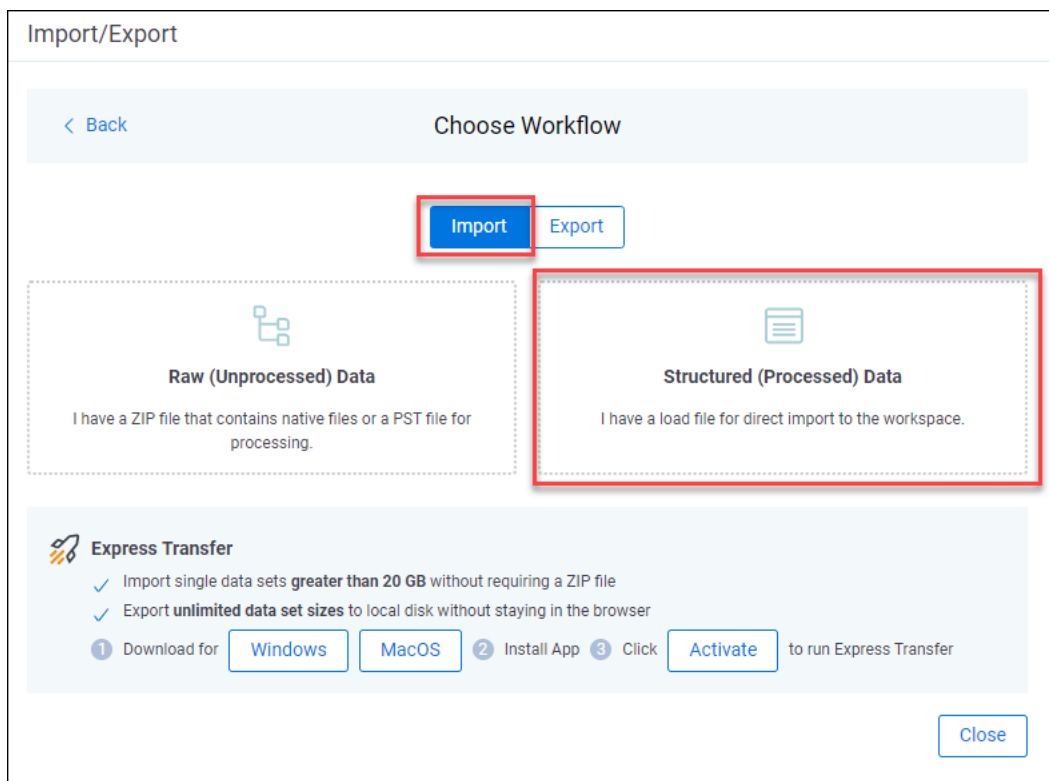 Import/Export
Back
Choose Workflow
Import
Export
Raw (Unprocessed) Data
I have a ZIP file that contains native files or a PST file for
processing.
Structured (Processed) Data
I have a load file for direct import to the workspace.
Express Transfer
Import single data sets greater than 20 GB without requiring a ZIP file
Export unlimited data set sizes to local disk without staying in the browser
1 Download for Windows MacOS 2 Install App 3 Click Activate to run Express Transfer
Close